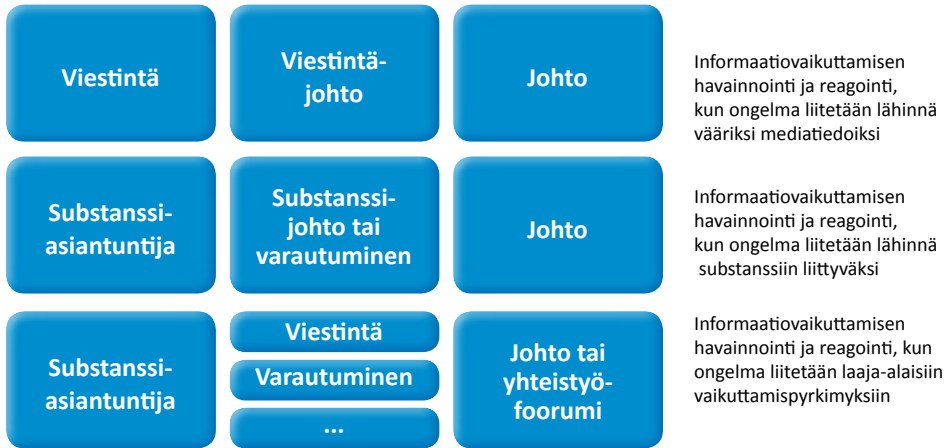 Viestintä
Viestintä-
johto
Johto
Informaatiovaikuttamisen
havainnointi ja reagointi,
kun ongelma liitetään lähinnä
vääriksi mediatiedoiksi
Substanssi-
asiantuntija
Substanssi-
johto tai
varautuminen
Johto
Informaatiovaikuttamisen
havainnointi ja reagointi,
kun ongelma liitetään lähinnä
substanssiin liittyväksi
Substanssi-
asiantuntija
Viestintä
Varautuminen
...
Johto tai
yhteistyö-
foorumi
Informaatiovaikuttamisen
havainnointi ja reagointi, kun
ongelma liitetään laaja-alaisiin
vaikuttamispyrkimyksiin